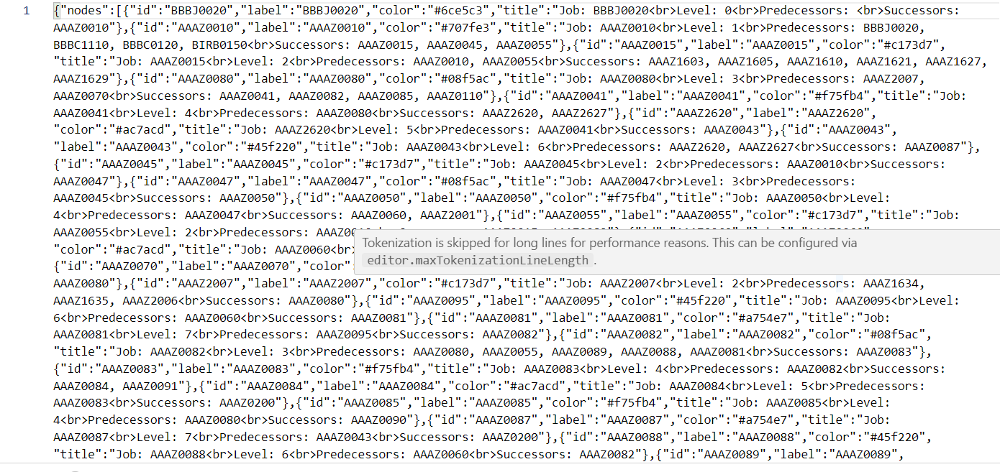 1 {"nodes":[{"id":"BBBJ0020","label":"BBBJ0020","color":"#6ce5c3","title":"Job: BBBJ0020<br>Level: 0<br>Predecessors: <br>Successors:
AAAZ0010"},{"id":"AAAZ0010","label":"AAAZ0010","color":"#707fe3","title":"Job: AAAZ0010<br>Level: 1<br>Predecessors: BBBJ0020,
BBBC1110, BBBC0120, BIRB0150<br>Successors: AAAZ0015, AAAZ0045, AAAZ0055"},{"id":"AAAZ0015","label":"AAAZ0015","color":"#c173d7",
"title":"Job: AAAZ0015<br>Level: 2<br>Predecessors: AAAZ0010, AAAZ0055<br>Successors: AAAZ1603, AAAZ1605, AAAZ1610, AAAZ1621, AAAZ1627,
AAAZ1629"},{"id":"AAAZ0080","label":"AAAZ0080","color":"#08f5ac","title":"Job: AAAZ0080<br>Level: 3<br>Predecessors: AAAZ2007,
AAAZ0070<br>Successors: AAAZ0041, AAAZ0082, AAAZ0085, AAAZ0110"},{"id":"AAAZ0041","label":"AAAZ0041","color":"#f75fb4","title":"Job:
AAAZ0041<br>Level: 4<br>Predecessors: AAAZ0080<br>Successors: AAAZ2620, AAAZ2627"},{"id":"AAAZ2620","label":"AAAZ2620",
"color":"#ac7acd","title":"Job: AAAZ2620<br>Level: 5<br>Predecessors: AAAZ0041<br>Successors: AAAZ0043"},{"id":"AAAZ0043",
"label":"AAAZ0043","color":"#45f220","title":"Job: AAAZ0043<br>Level: 6<br>Predecessors: AAAZ2620, AAAZ2627<br>Successors: AAAZ0087"},
{"id":"AAAZ0045","label":"AAAZ0045","color":"#c173d7","title":"Job: AAAZ0045<br>Level: 2<br>Predecessors: AAAZ0010<br>Successors:
AAAZ0047"},{"id":"AAAZ0047","label":"AAAZ0047","color":"#08f5ac","title":"Job: AAAZ0047<br>Level: 3<br>Predecessors:
AAAZ0045<br>Successors: AAAZ0050"},{"id":"AAAZ0050","label":"AAAZ0050","color":"#f75fb4","title":"Job: AAAZ0050<br>Level:
4<br>Predecessors: AAAZ0047<br>Successors: AAAZ0060, AAAZ2001"},{"id":"AAAZ0055","label":"AAAZ0055","color":"#c173d7","title":"Job:
AAAZ0055<br>Level: 2<br>Predecessors:
Tokenization is skipped for long lines for performance reasons. This can be configured via
"color":"#ac7acd","title":"Job: AAAZ0060<br>
editor.maxTokenizationLineLength .
{"id":"AAAZ0070","label":"AAAZ0070","color"
AAAZ0080"},{"id":"AAAZ2007","label":"AAAZ2007","color":"#c173d7","title":"Job: AAAZ2007<br>Level: 2<br>Predecessors: AAAZ1634,
AAAZ1635, AAAZ2006<br>Successors: AAAZ0080"},{"id":"AAAZ0095","label":"AAAZ0095","color":"#45f220","title":"Job: AAAZ0095<br>Level:
6<br>Predecessors: AAAZ0060<br>Successors: AAAZ0081"},{"id":"AAAZ0081","label":"AAAZ0081","color":"#a754e7","title":"Job:
AAAZ0081<br>Level: 7<br>Predecessors: AAAZ0095<br>Successors: AAAZ0082"},{"id":"AAAZ0082","label":"AAAZ0082","color":"#08f5ac",
"title":"Job: AAAZ0082<br>Level: 3<br>Predecessors: AAAZ0080, AAAZ0055, AAAZ0089, AAAZ0088, AAAZ0081<br>Successors: AAAZ0083"},
{"id":"AAAZ0083","label":"AAAZ0083","color":"#f75fb4","title":"Job: AAAZ0083<br>Level: 4<br>Predecessors: AAAZ0082<br>Successors:
AAAZ0084, AAAZ0091"},{"id":"AAAZ0084","label":"AAAZ0084","color":"#ac7acd","title":"Job: AAAZ0084<br>Level: 5<br>Predecessors:
AAAZ0083<br>Successors: AAAZ0200"},{"id":"AAAZ0085","label":"AAAZ0085","color":"#f75fb4","title":"Job: AAAZ0085<br>Level:
4<br>Predecessors: AAAZ0080<br>Successors: AAAZ0090"},{"id":"AAAZ0087","label":"AAAZ0087","color":"#a754e7","title":"Job:
AAAZ0087<br>Level: 7<br>Predecessors: AAAZ0043<br>Successors: AAAZ0200"},{"id":"AAAZ0088","label":"AAAZ0088","color":"#45f220",
"title":"Job: AAAZ0088<br>Level: 6<br>Predecessors: AAAZ0060<br>Successors: AAAZ0082"},{"id":"AAAZ0089","label":"AAAZ0089",